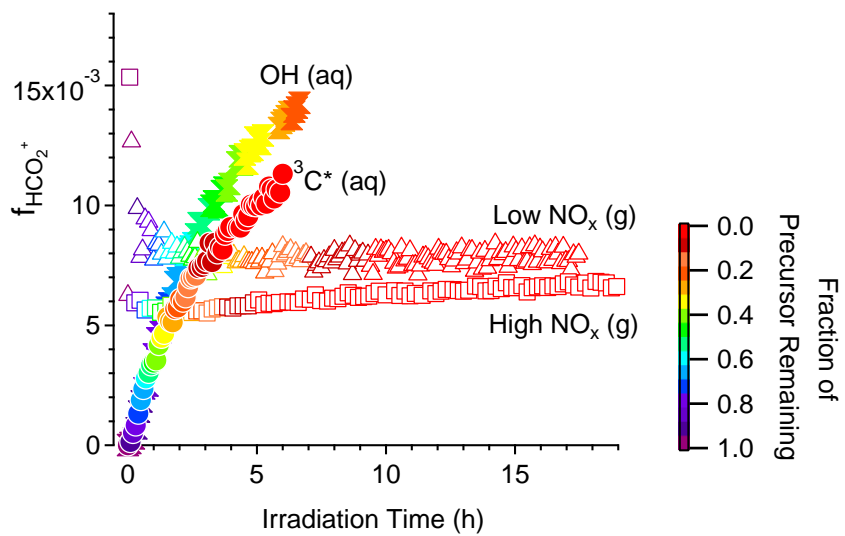 OH (aq)
15x10⁻³
³C* (aq)
10
Low NOₓ (g)
5
High NOₓ (g)
0
0 5 10 15
Irradiation Time (h)
f_HCO₂⁺
0.0
0.2
0.4
0.6
0.8
1.0
Fraction of
Precursor Remaining